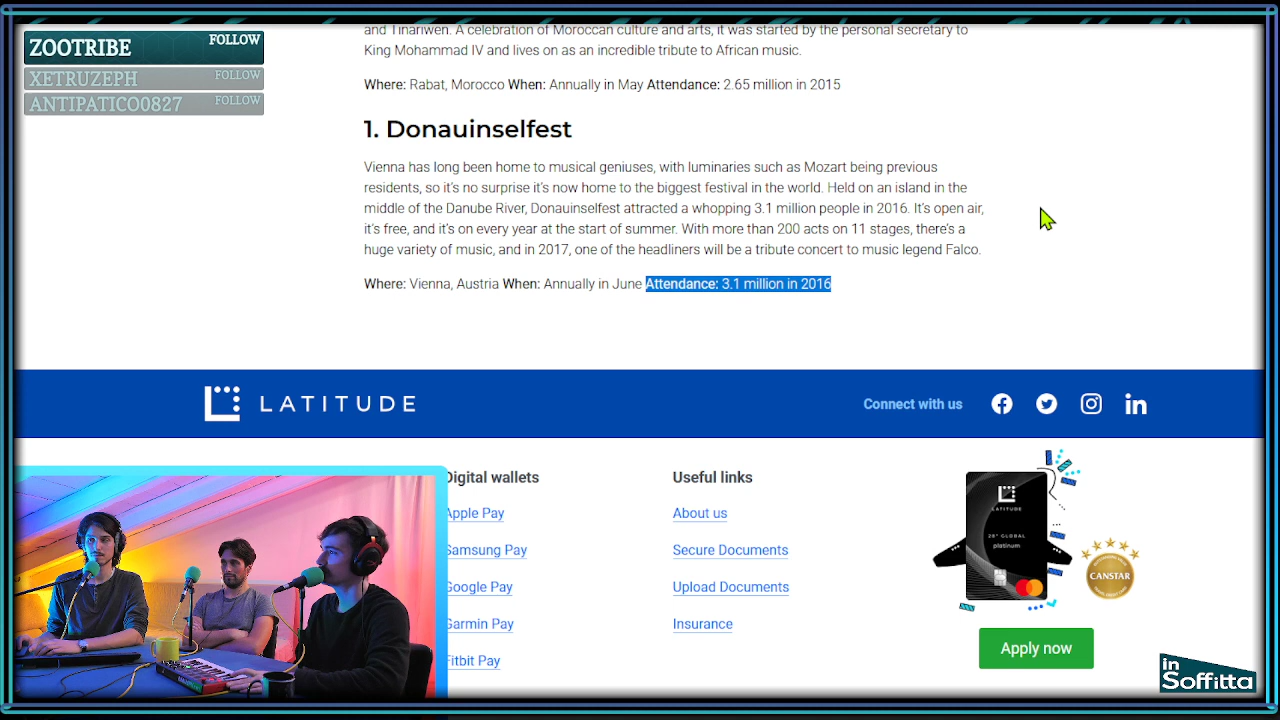 ZOOTRIBE
FOLLOW
XETRUZEPH
FOLLOW
ANTIPATICO0827
FOLLOW
and Tinariwen. A celebration of Moroccan culture and arts, it was started by the personal secretary to
King Mohammad IV and lives on as an incredible tribute to African music.
Where: Rabat, Morocco When: Annually in May Attendance: 2.65 million in 2015
1. Donauinselfest
Vienna has long been home to musical geniuses, with luminaries such as Mozart being previous
residents, so it's no surprise it's now home to the biggest festival in the world. Held on an island in the
middle of the Danube River, Donauinselfest attracted a whopping 3.1 million people in 2016. It's open air,
it's free, and it's on every year at the start of summer. With more than 200 acts on 11 stages, there's a
huge variety of music, and in 2017, one of the headliners will be a tribute concert to music legend Falco.
Where: Vienna, Austria When: Annually in June Attendance: 3.1 million in 2016
LATITUDE
Connect with us
Digital wallets
Apple Pay
Samsung Pay
Google Pay
Garmin Pay
Fitbit Pay
Useful links
About us
Secure Documents
Upload Documents
Insurance
LATITUDE
28° GLOBAL
platinum
CANSTAR
Apply now
in
Soffitta